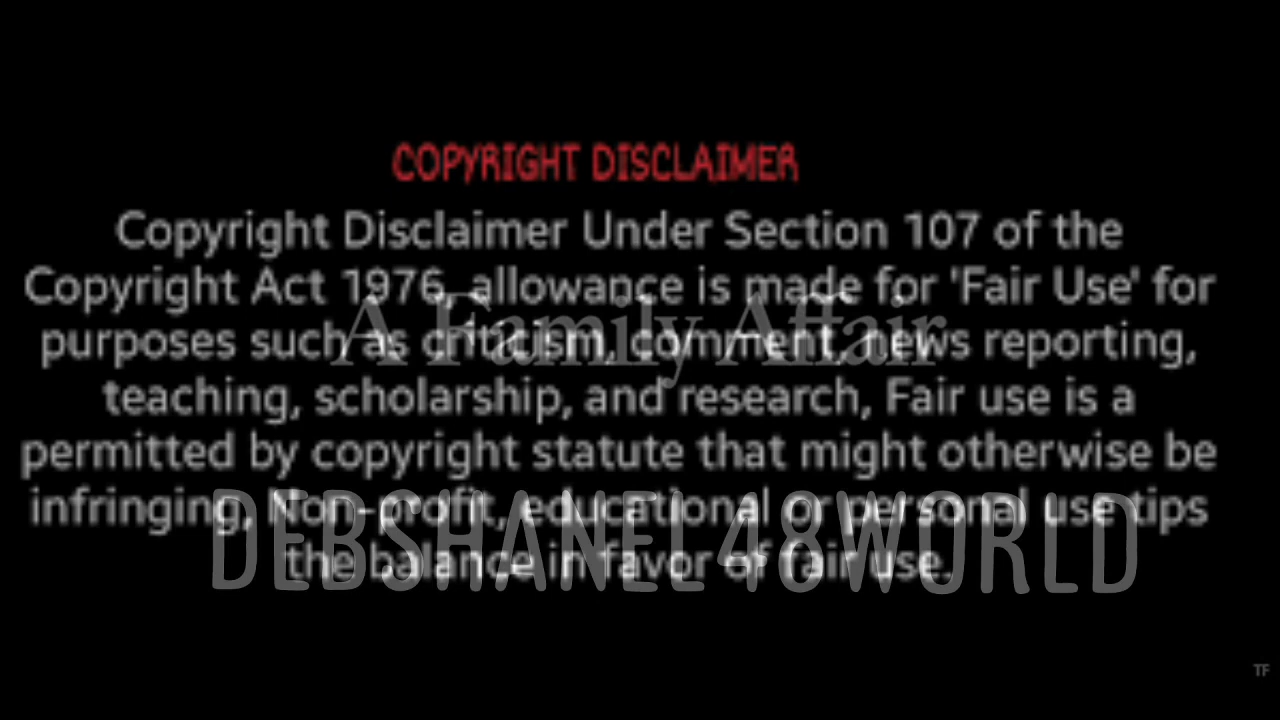 COPYRIGHT DISCLAIMER
Copyright Disclaimer Under Section 107 of the
Copyright Act 1976, allowance is made for 'Fair Use' for
A Family Affair
purposes such as criticism, comment, news reporting,
teaching, scholarship, and research, Fair use is a
permitted by copyright statute that might otherwise be
infringing, Non-profit, educational or personal use tips
DEBSHANEL48WORLD
the balance in favor of fair use.
TF